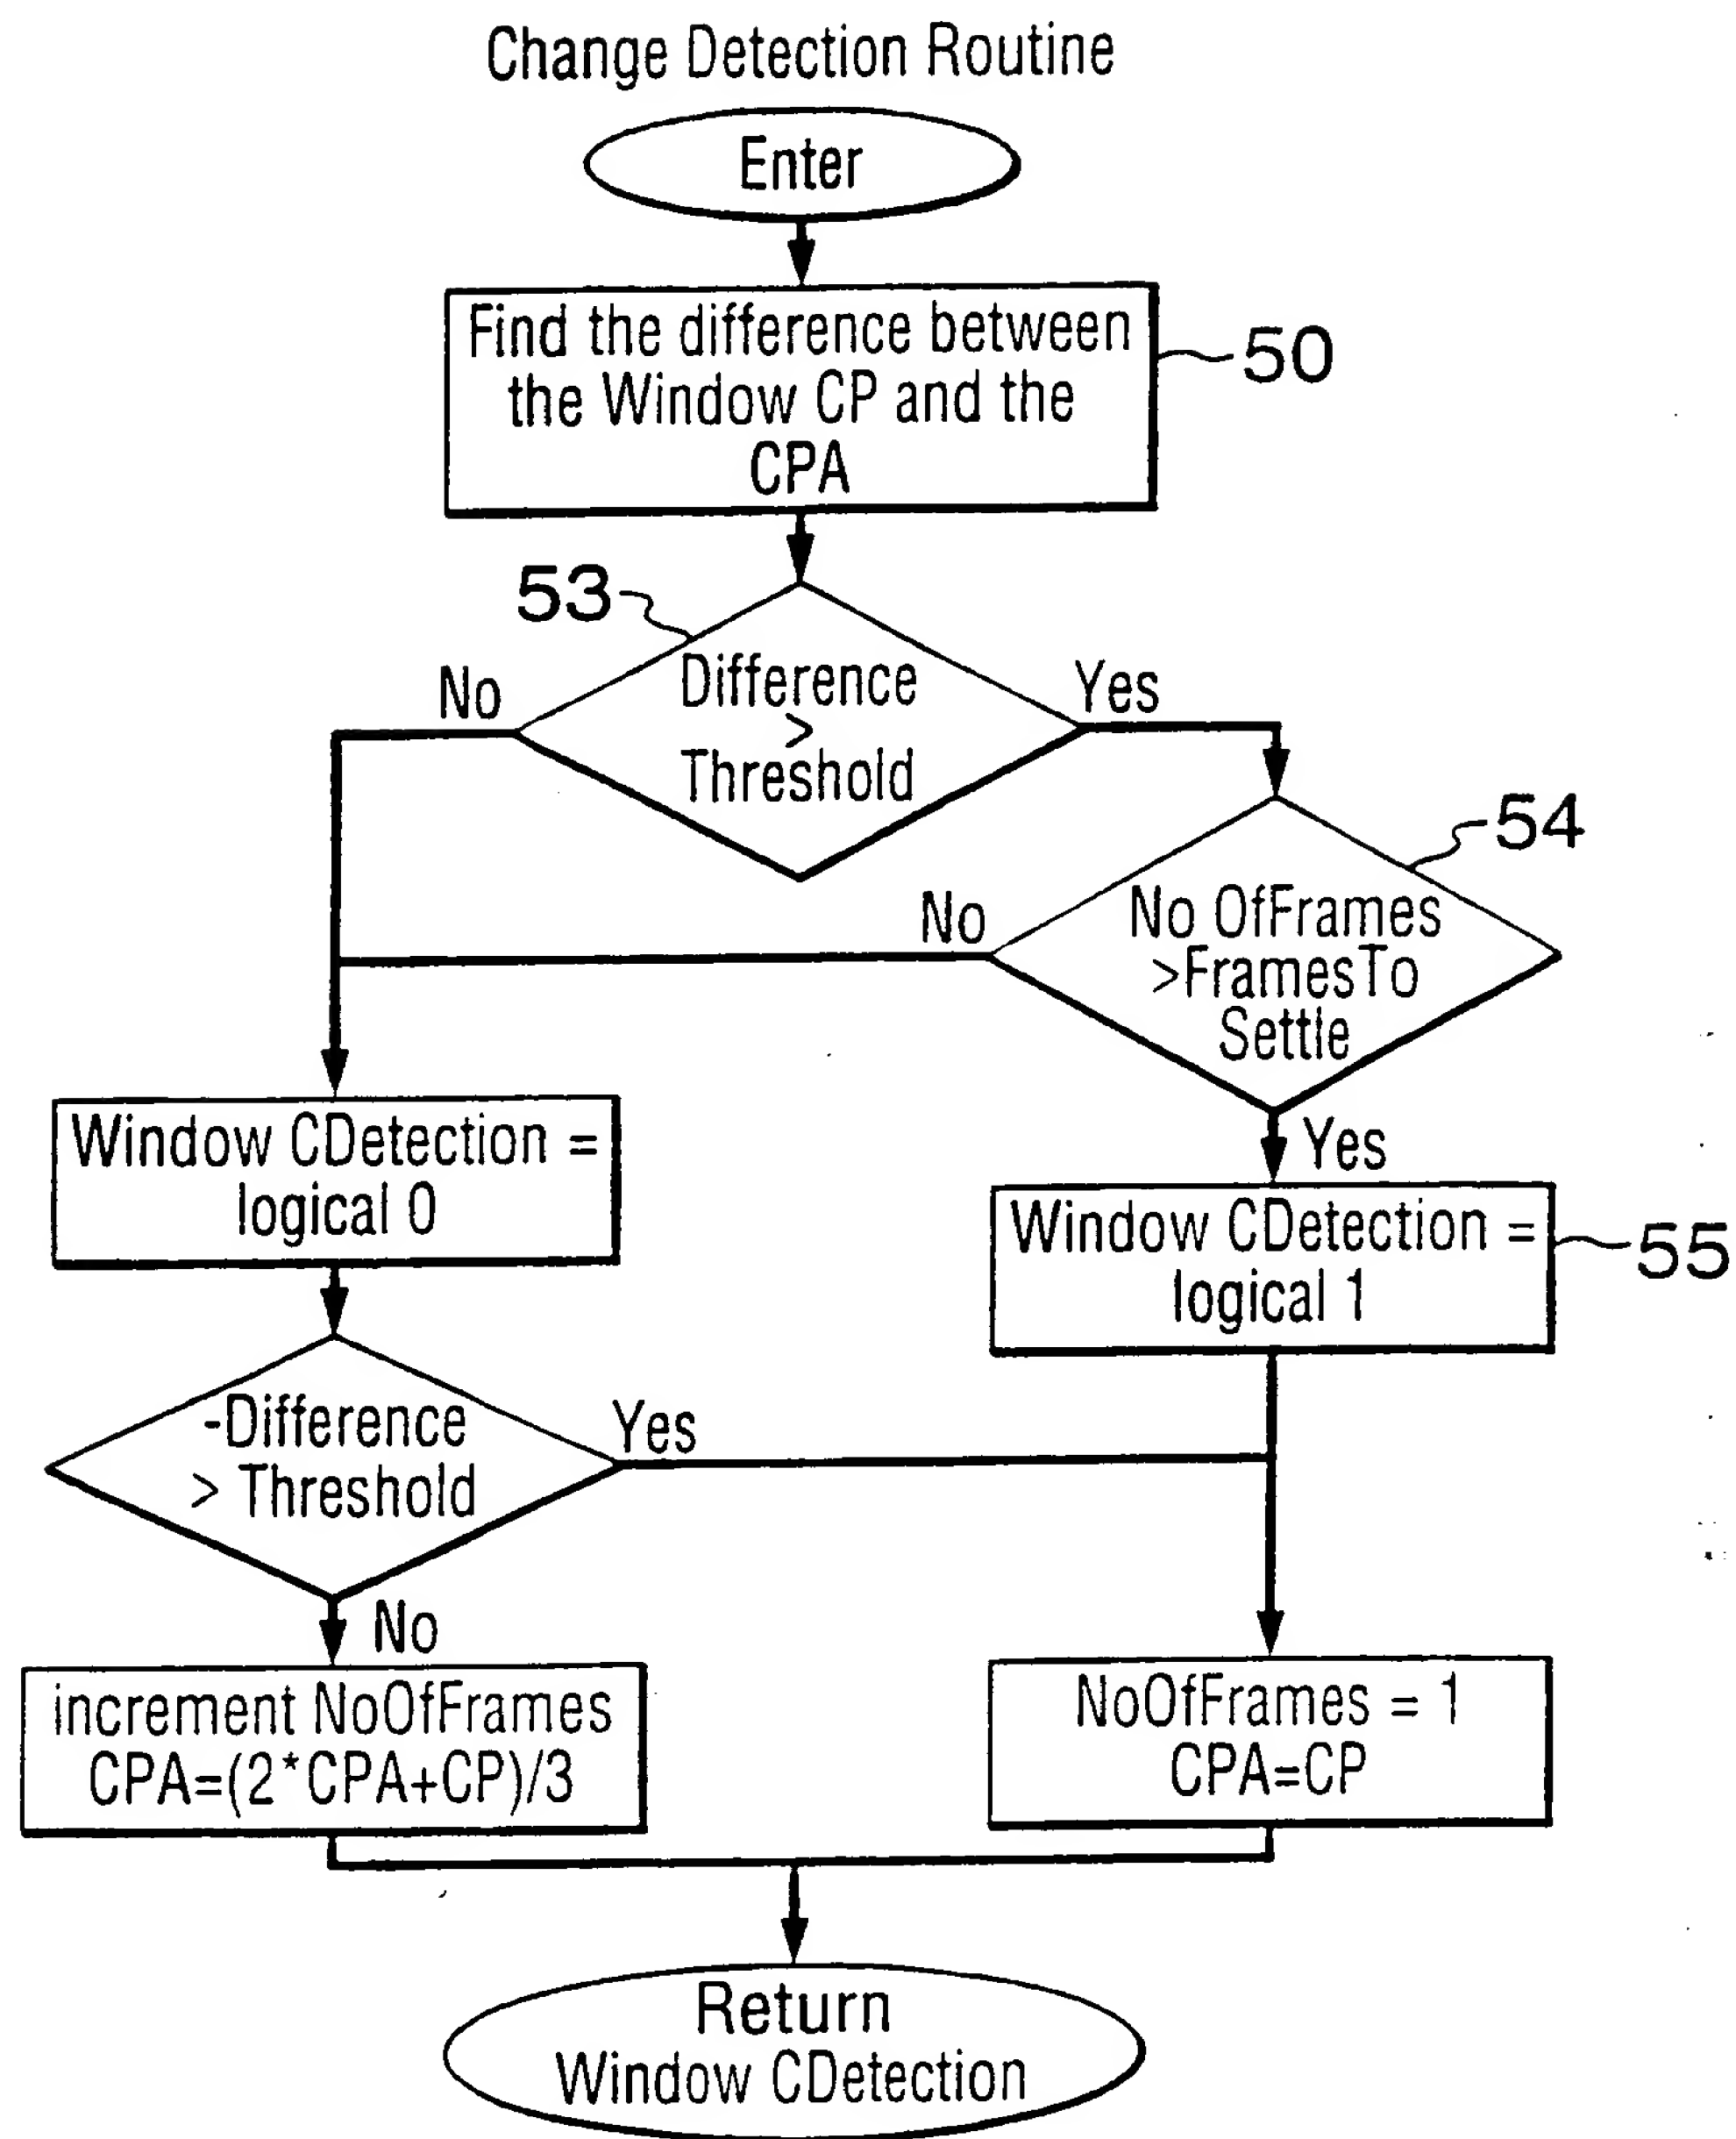 Change Detection Routine
Enter
Find the difference between
the Window CP and the
CPA
50
53
Difference
>
Threshold
No
Yes
54
No OfFrames
>FramesTo
Settle
No
Yes
Window CDetection =
logical 0
Window CDetection =
logical 1
55
-Difference
> Threshold
Yes
No
increment NoOfFrames
CPA=(2*CPA+CP)/3
NoOfFrames = 1
CPA=CP
Return
Window CDetection